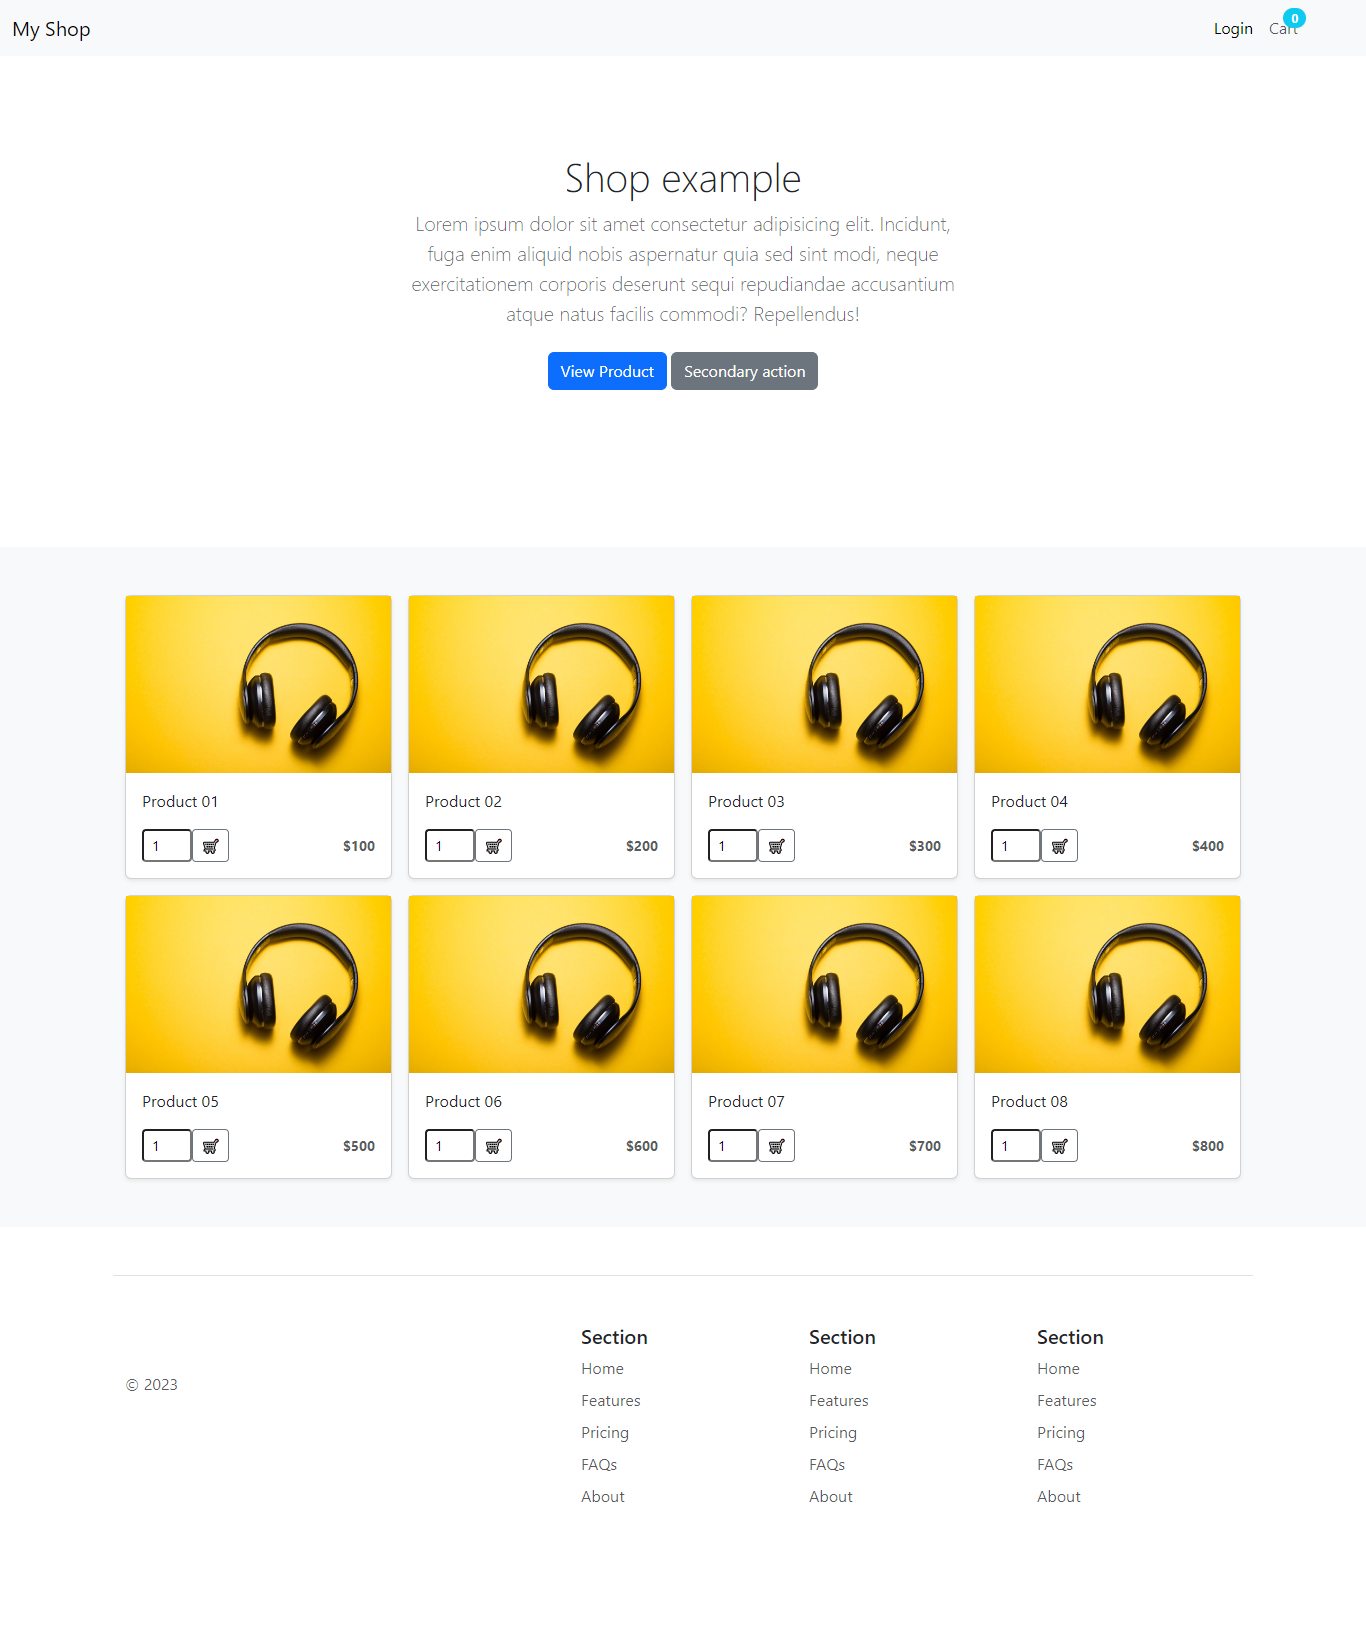 My Shop
Login
Cart
0
Shop example
Lorem ipsum dolor sit amet consectetur adipisicing elit. Incidunt,
fuga enim aliquid nobis aspernatur quia sed sint modi, neque
exercitationem corporis deserunt sequi repudiandae accusantium
atque natus facilis commodi? Repellendus!
View Product
Secondary action
Product 01
1
$100
Product 02
1
$200
Product 03
1
$300
Product 04
1
$400
Product 05
1
$500
Product 06
1
$600
Product 07
1
$700
Product 08
1
$800
© 2023
Section
Home
Features
Pricing
FAQs
About
Section
Home
Features
Pricing
FAQs
About
Section
Home
Features
Pricing
FAQs
About